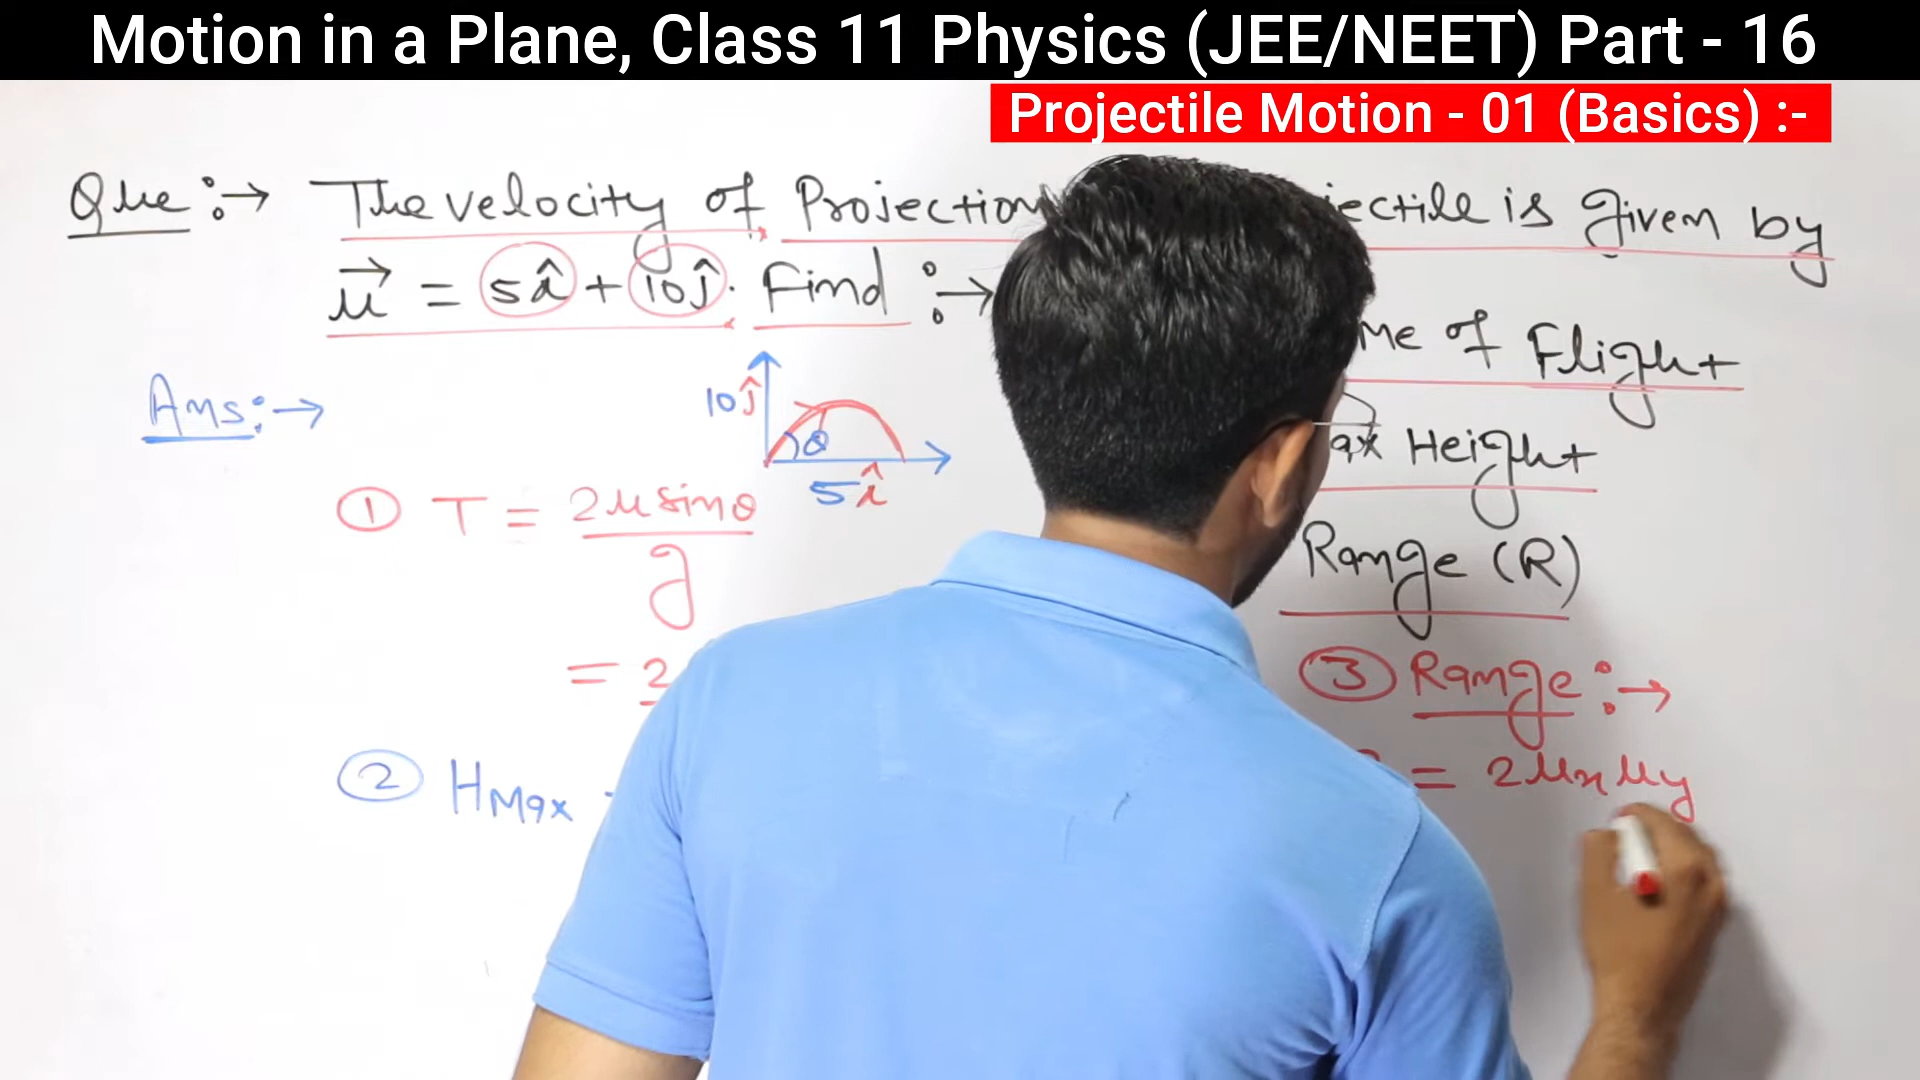 Motion in a Plane, Class 11 Physics (JEE/NEET) Part - 16
Projectile Motion - 01 (Basics) :-
Que :→ The velocity of Projection is given by
u⃗ = 5î + 10ĵ. Find :→
of Flight
Height
Range (R)
Ans :→
10ĵ
θ
5î
① T = 2u sinθ
g
= 2
② HMax
③ Range :→
= 2uxuy